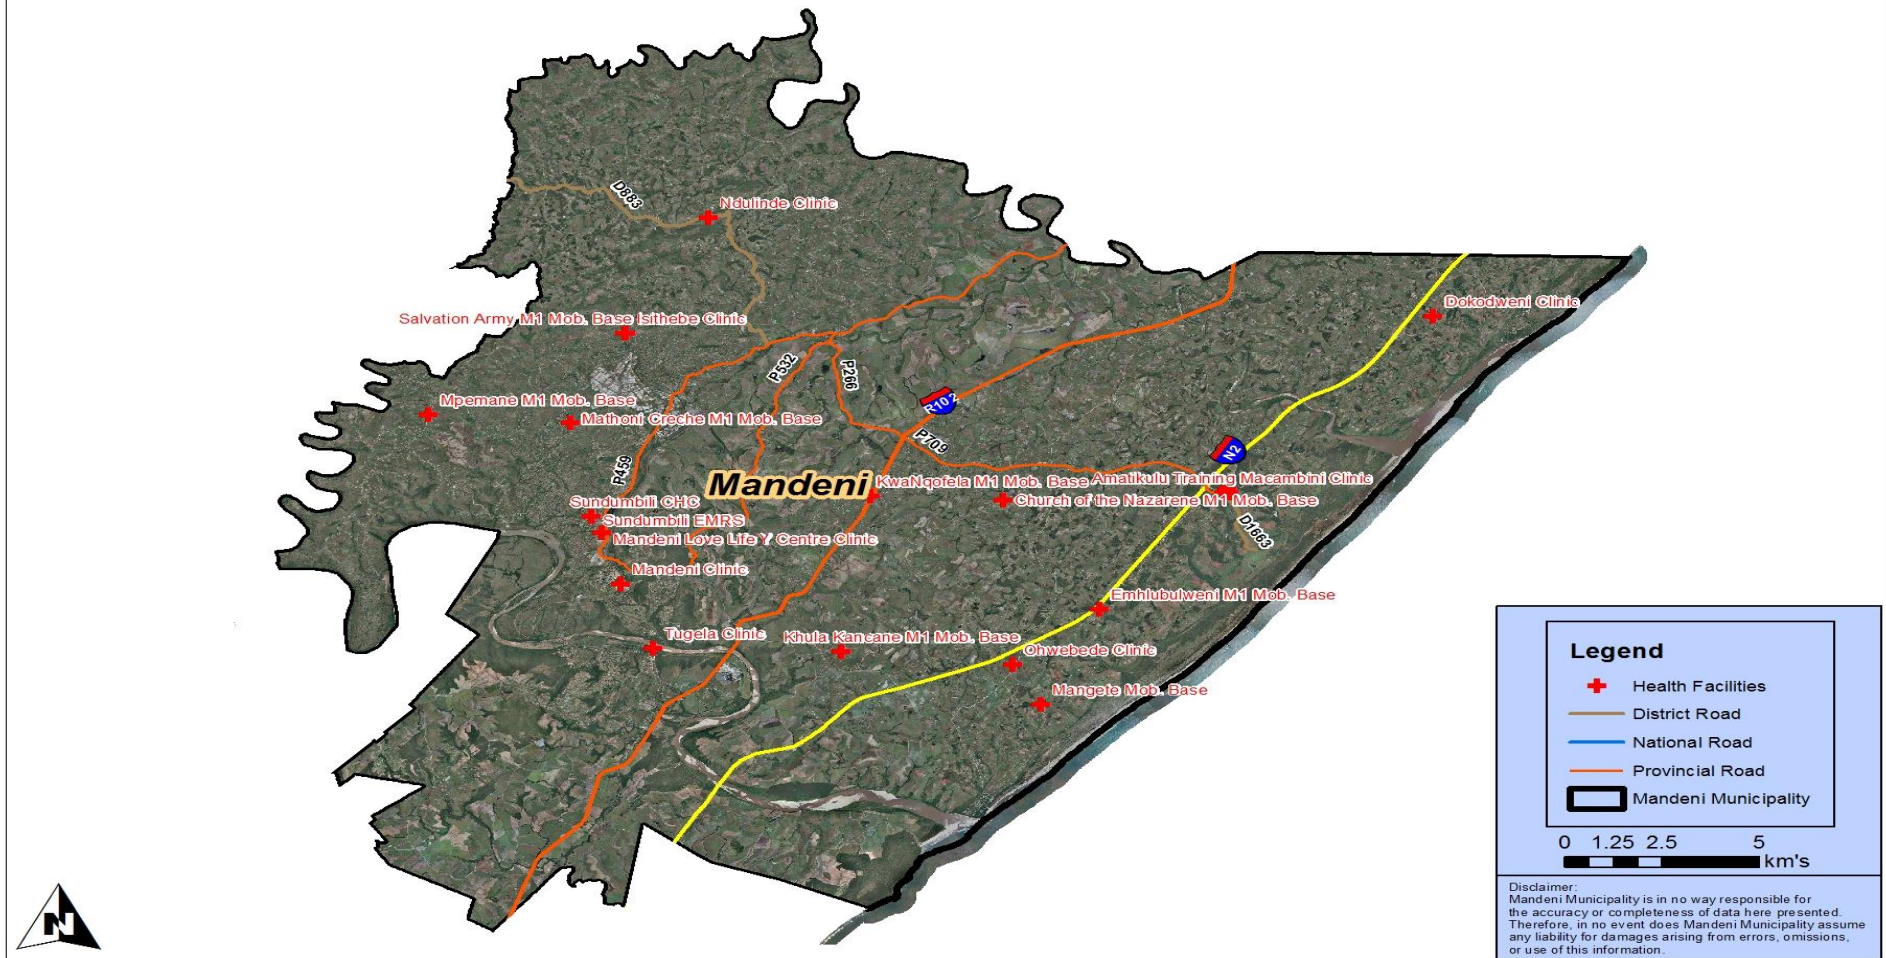 D883
Ndulinde Clinic
Dokodweni Clinic
Salvation Army M1 Mob. Base Isithebe Clinic
P532
P266
R102
Mpemane M1 Mob. Base
Mathoni Creche M1 Mob. Base
P709
N2
P459
Mandeni
KwaNqofela M1 Mob. Base
Amatikulu Training Macambini Clinic
Church of the Nazarene M1 Mob. Base
Sundumbili CHC
Sundumbili EMRS
D1663
Mandeni Love Life Y Centre Clinic
Mandeni Clinic
Emhlubulweni M1 Mob. Base
Tugela Clinic
Khula Kancane M1 Mob. Base
Ohwebede Clinic
Mangete Mob. Base
Legend
Health Facilities
District Road
National Road
Provincial Road
Mandeni Municipality
0 1.25 2.5 5
km's
Disclaimer:
Mandeni Municipality is in no way responsible for
the accuracy or completeness of data here presented.
Therefore, in no event does Mandeni Municipality assume
any liability for damages arising from errors, omissions,
or use of this information.
N